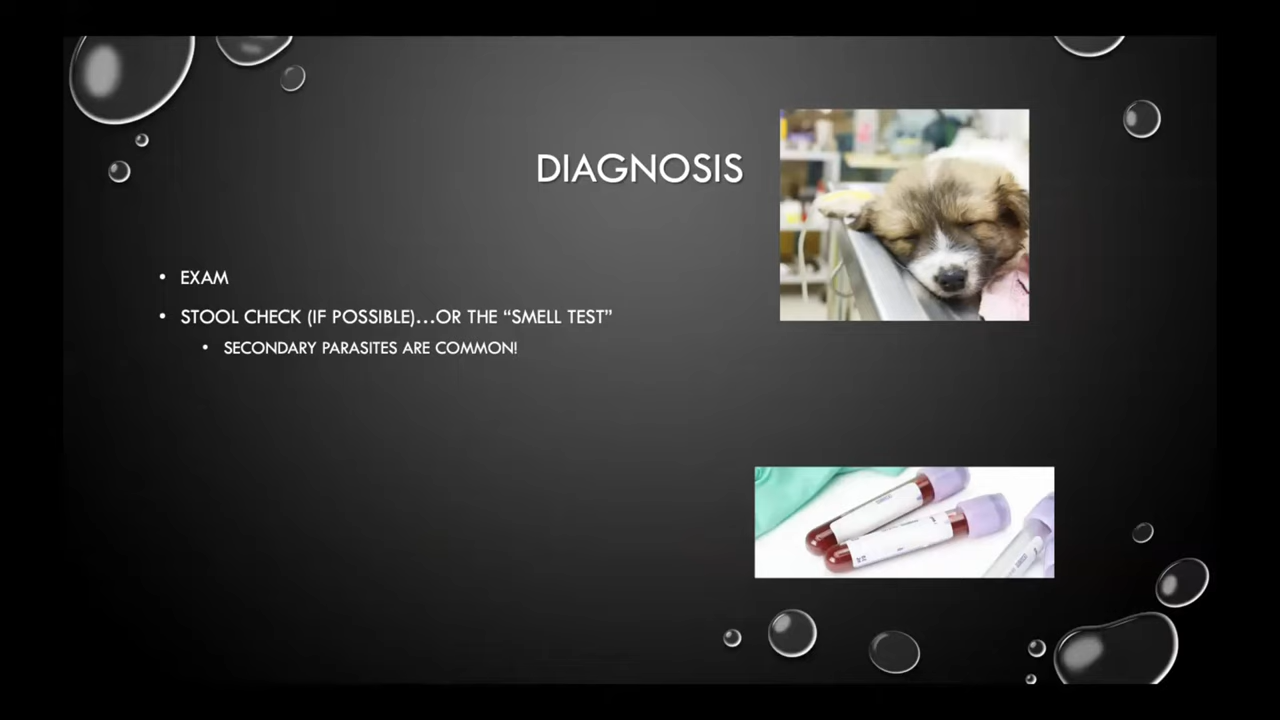 DIAGNOSIS
• EXAM
• STOOL CHECK (IF POSSIBLE)…OR THE “SMELL TEST”
• SECONDARY PARASITES ARE COMMON!